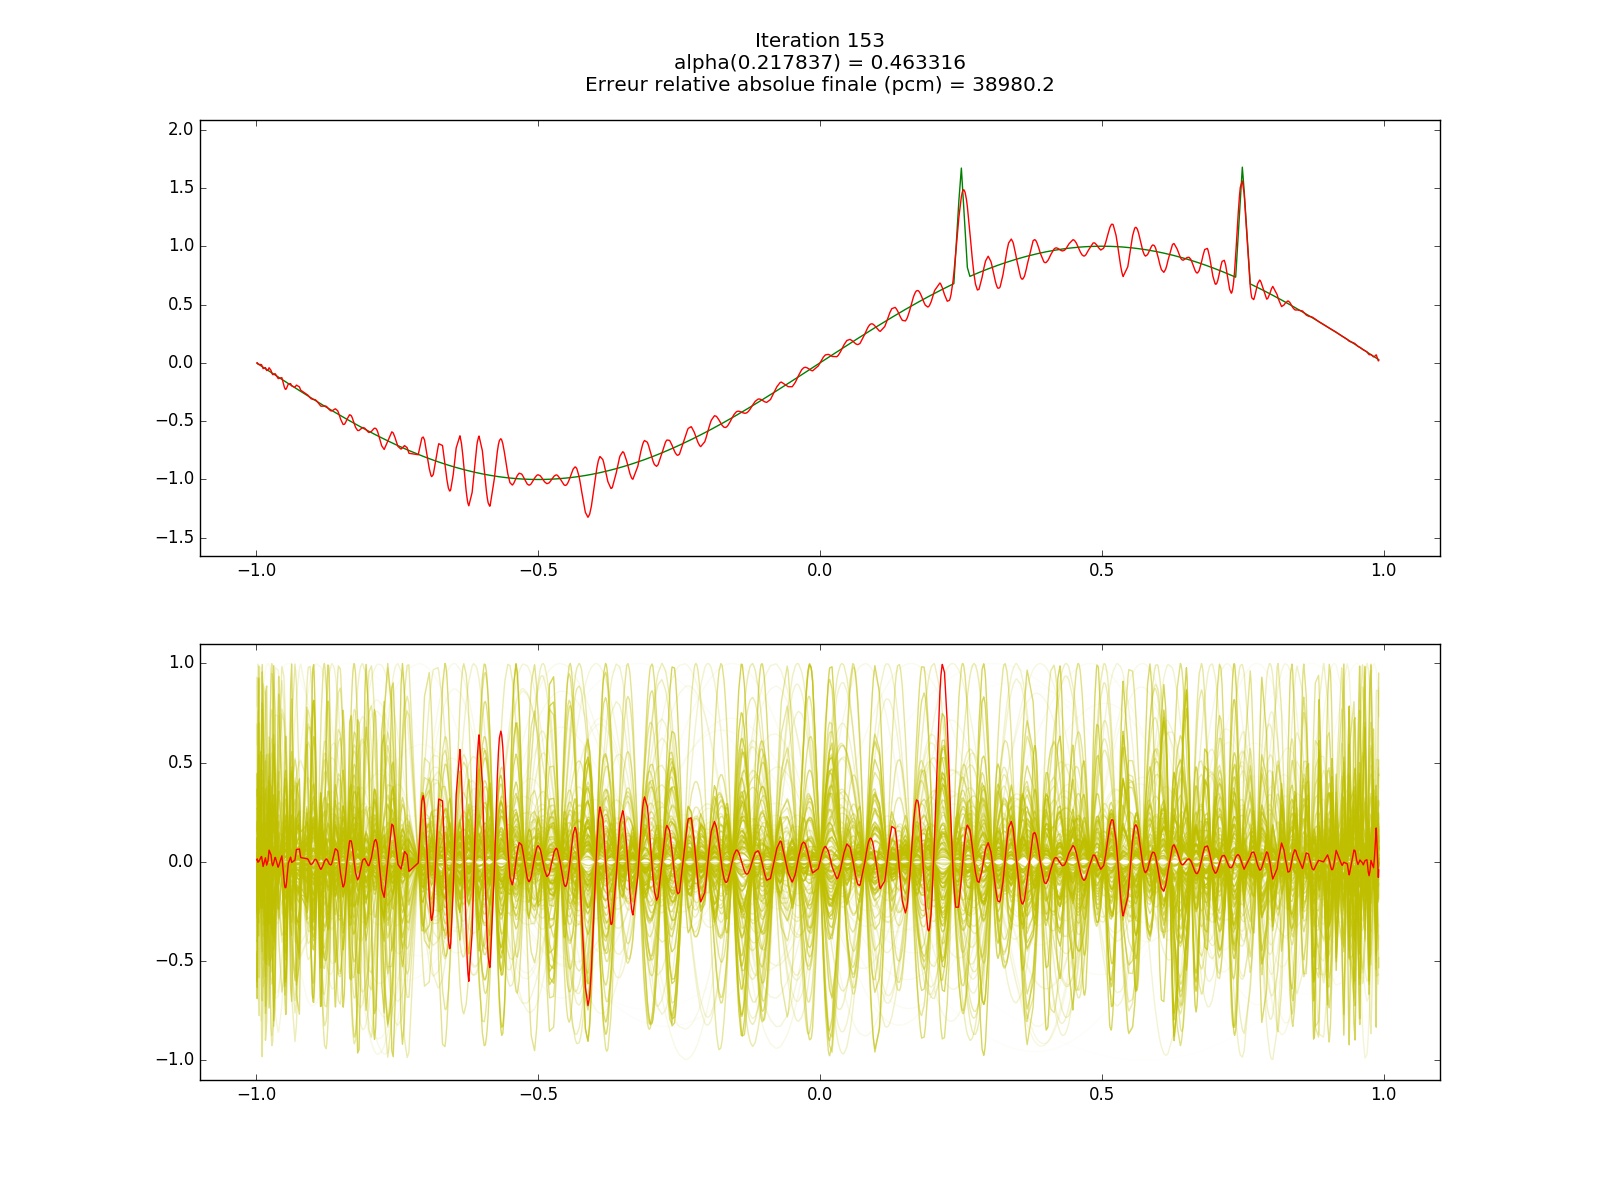 Iteration 153
alpha(0.217837) = 0.463316
Erreur relative absolue finale (pcm) = 38980.2
2.0
1.5
1.0
0.5
0.0
−0.5
−1.0
−1.5
−1.0 −0.5 0.0 0.5 1.0
1.0
0.5
0.0
−0.5
−1.0
−1.0 −0.5 0.0 0.5 1.0